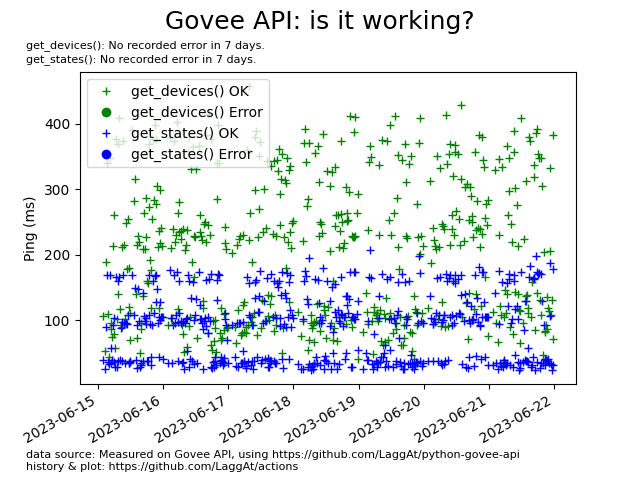 Govee API: is it working?
get_devices(): No recorded error in 7 days.
get_states(): No recorded error in 7 days.
get_devices() OK
get_devices() Error
get_states() OK
get_states() Error
Ping (ms)
400
300
200
100
2023-06-15
2023-06-16
2023-06-17
2023-06-18
2023-06-19
2023-06-20
2023-06-21
2023-06-22
data source: Measured on Govee API, using https://github.com/LaggAt/python-govee-api
history & plot: https://github.com/LaggAt/actions